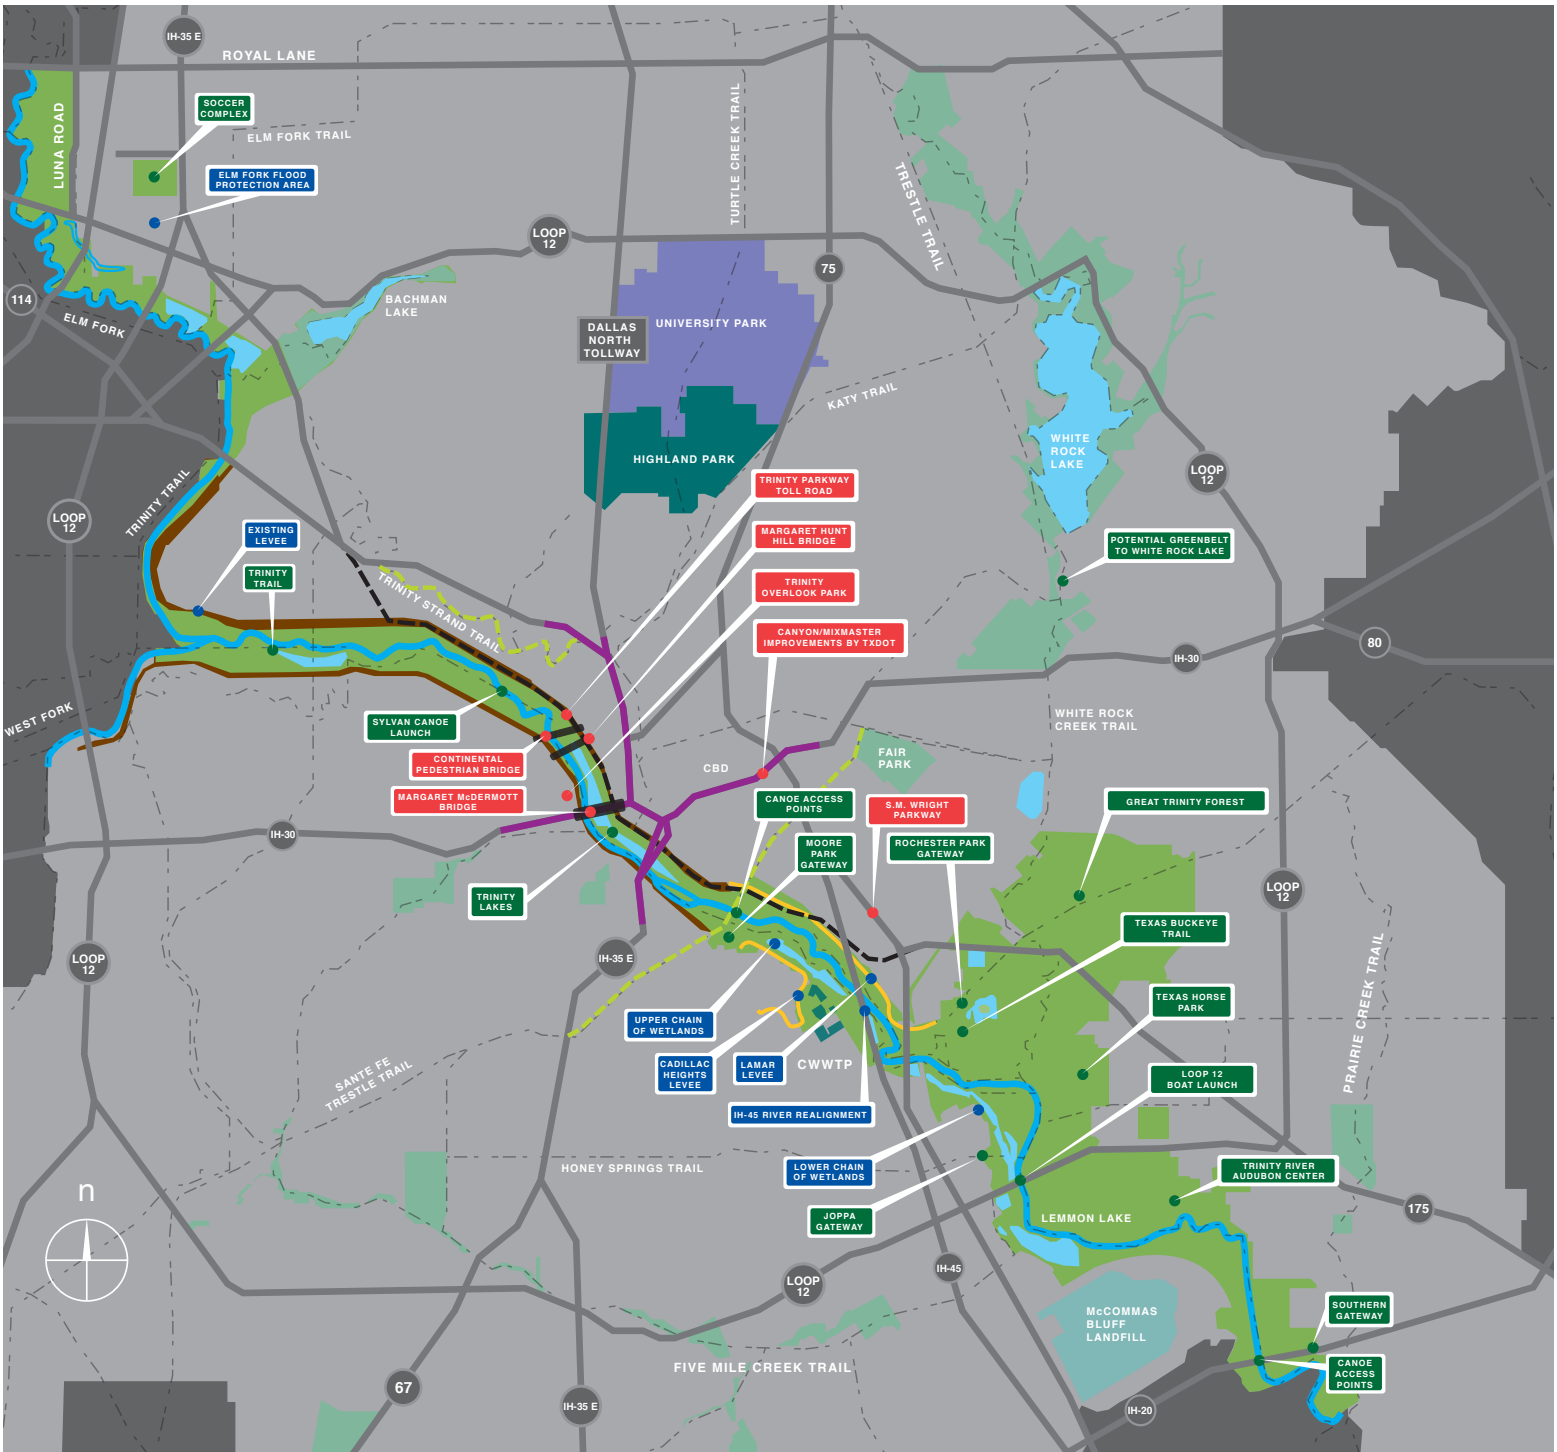 IH-35 E
ROYAL LANE
SOCCER
COMPLEX
LUNA ROAD
ELM FORK TRAIL
TURTLE CREEK TRAIL
ELM FORK FLOOD
PROTECTION AREA
TRESTLE TRAIL
LOOP
12
75
114
BACHMAN
LAKE
ELM FORK
DALLAS
NORTH
TOLLWAY
UNIVERSITY PARK
KATY TRAIL
WHITE
ROCK
LAKE
HIGHLAND PARK
LOOP
12
TRINITY PARKWAY
TOLL ROAD
TRINITY TRAIL
LOOP
12
EXISTING
LEVEE
MARGARET HUNT
HILL BRIDGE
POTENTIAL GREENBELT
TO WHITE ROCK LAKE
TRINITY
TRAIL
TRINITY STRAND TRAIL
TRINITY
OVERLOOK PARK
CANYON/MIXMASTER
IMPROVEMENTS BY TXDOT
80
IH-30
WEST FORK
SYLVAN CANOE
LAUNCH
WHITE ROCK
CREEK TRAIL
CONTINENTAL
PEDESTRIAN BRIDGE
CBD
FAIR
PARK
MARGARET McDERMOTT
BRIDGE
CANOE ACCESS
POINTS
S.M. WRIGHT
PARKWAY
GREAT TRINITY FOREST
IH-30
MOORE
PARK
GATEWAY
ROCHESTER PARK
GATEWAY
TRINITY
LAKES
LOOP
12
TEXAS BUCKEYE
TRAIL
LOOP
12
IH-35 E
PRAIRIE CREEK TRAIL
TEXAS HORSE
PARK
UPPER CHAIN
OF WETLANDS
CADILLAC
HEIGHTS
LEVEE
LAMAR
LEVEE
CWWTP
SANTE FE
TRESTLE TRAIL
LOOP 12
BOAT LAUNCH
IH-45 RIVER REALIGNMENT
HONEY SPRINGS TRAIL
LOWER CHAIN
OF WETLANDS
TRINITY RIVER
AUDUBON CENTER
n
JOPPA
GATEWAY
LEMMON LAKE
175
IH-45
LOOP
12
McCOMMAS
BLUFF
LANDFILL
SOUTHERN
GATEWAY
FIVE MILE CREEK TRAIL
CANOE
ACCESS
POINTS
67
IH-35 E
IH-20